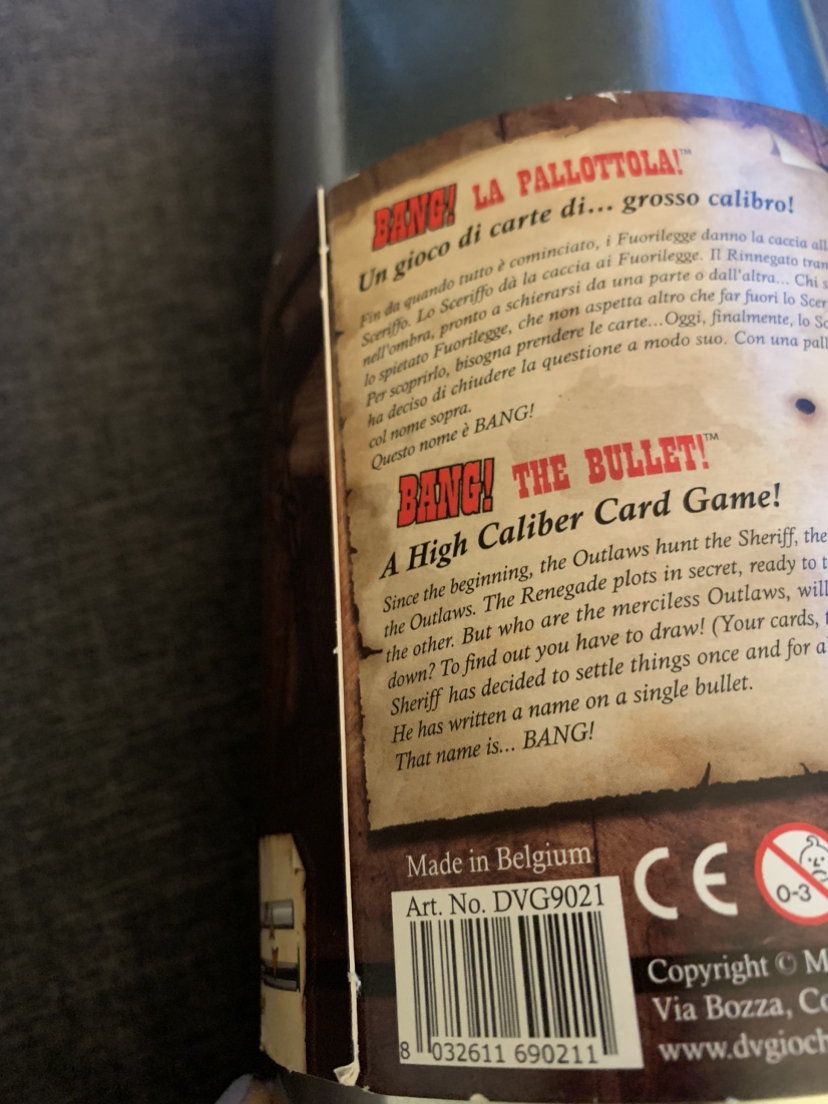 BANG! LA PALLOTTOLA!™
Un gioco di carte di... grosso calibro!
Fin da quando tutto è cominciato, i Fuorilegge danno la caccia all
Sceriffo. Lo Sceriffo dà la caccia ai Fuorilegge. Il Rinnegato tram
nell'ombra, pronto a schierarsi da una parte o dall'altra... Chi s
lo spietato Fuorilegge, che non aspetta altro che far fuori lo Scer
Per scoprirlo, bisogna prendere le carte...Oggi, finalmente, lo Sc
ha deciso di chiudere la questione a modo suo. Con una pall
col nome sopra.
Questo nome è BANG!
BANG! THE BULLET!™
A High Caliber Card Game!
Since the beginning, the Outlaws hunt the Sheriff, the
the Outlaws. The Renegade plots in secret, ready to t
the other. But who are the merciless Outlaws, will
down? To find out you have to draw! (Your cards, t
Sheriff has decided to settle things once and for a
He has written a name on a single bullet.
That name is... BANG!
Made in Belgium
Art. No. DVG9021
CE
0-3
8 032611 690211
Copyright © M
Via Bozza, Co
www.dvgioch